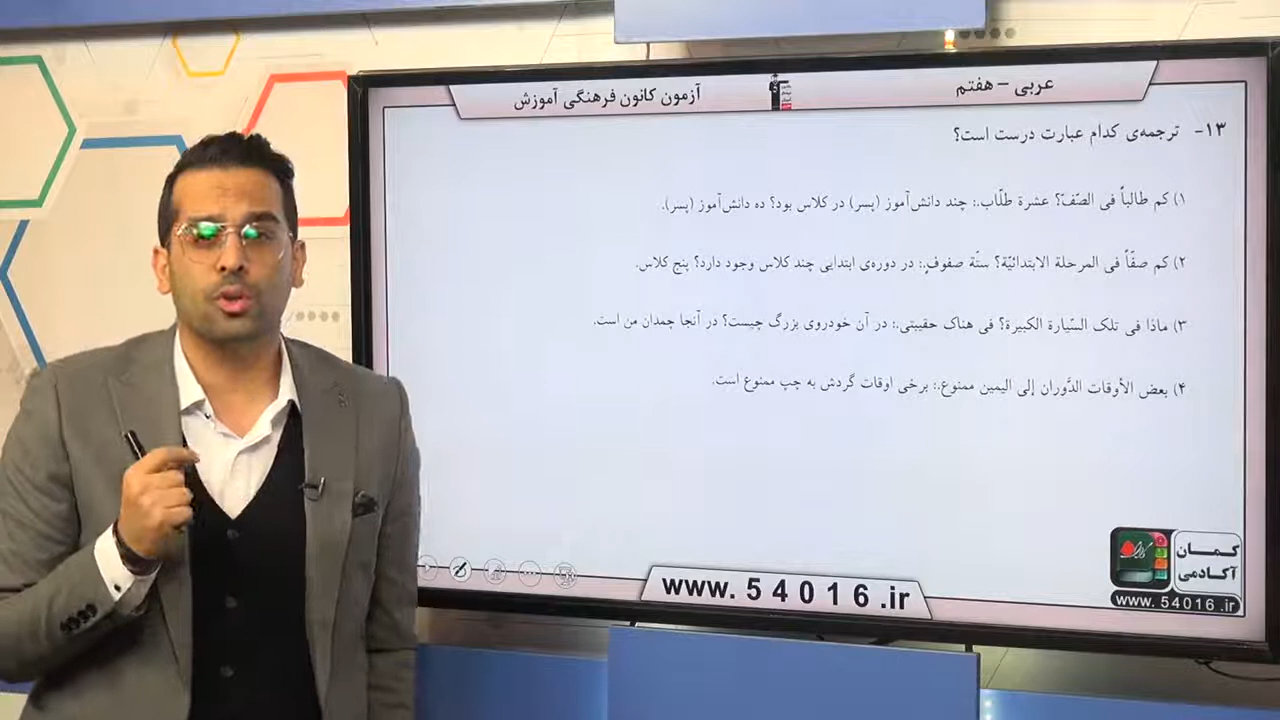 عربی - هفتم
آزمون کانون فرهنگی آموزش
۱۳- ترجمه‌ی کدام عبارت درست است؟
۱) کم طالباً فی الصّفّ؟ عشرة طلّاب.: چند دانش‌آموز (پسر) در کلاس بود؟ ده دانش‌آموز (پسر).
۲) کم صفّاً فی المرحلة الابتدائیّة؟ ستّة صفوفٍ.: در دوره‌ی ابتدایی چند کلاس وجود دارد؟ پنج کلاس.
۳) ماذا فی تلک السّیارة الکبیرة؟ فی هناک حقیبتی.: در آن خودروی بزرگ چیست؟ در آنجا چمدان من است.
۴) بعض الأوقات الدَّوران إلی الیمین ممنوع.: برخی اوقات گردش به چپ ممنوع است.
کمان
آکادمی
www. 54016 .ir
www. 5 4 0 1 6 .ir